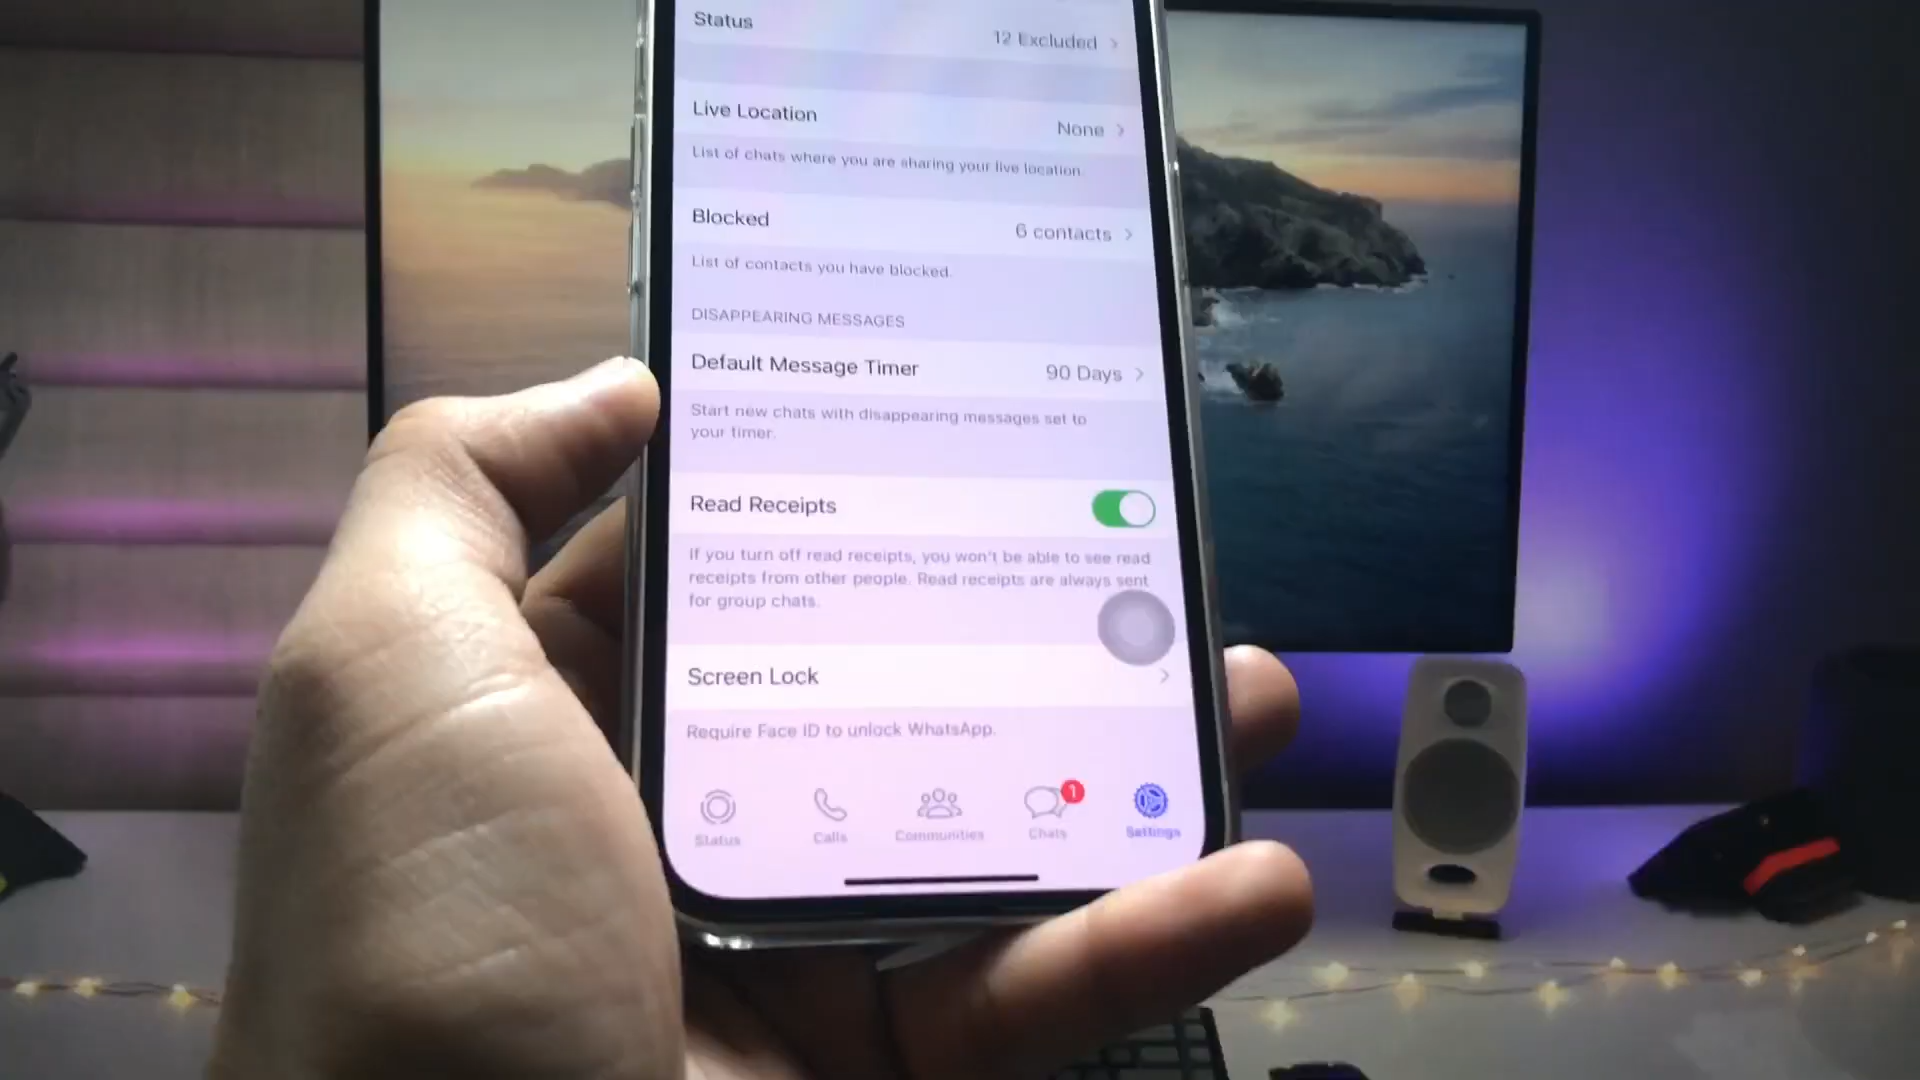 Status
12 Excluded
Live Location
None
List of chats where you are sharing your live location.
Blocked
6 contacts
List of contacts you have blocked.
DISAPPEARING MESSAGES
Default Message Timer
90 Days
Start new chats with disappearing messages set to
your timer.
Read Receipts
If you turn off read receipts, you won't be able to see read
receipts from other people. Read receipts are always sent
for group chats.
Screen Lock
Require Face ID to unlock WhatsApp.
1
Status
Calls
Communities
Chats
Settings